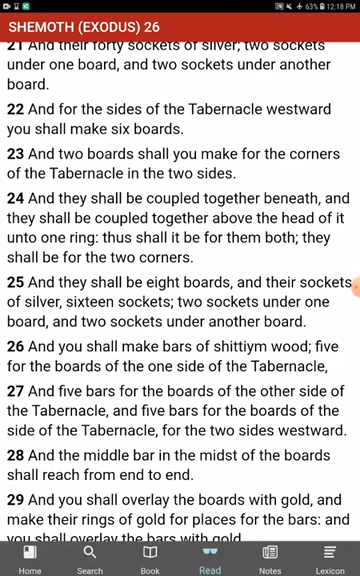 63% 12:18 PM
SHEMOTH (EXODUS) 26
21 And their forty sockets of silver; two sockets
under one board, and two sockets under another
board.
22 And for the sides of the Tabernacle westward
you shall make six boards.
23 And two boards shall you make for the corners
of the Tabernacle in the two sides.
24 And they shall be coupled together beneath, and
they shall be coupled together above the head of it
unto one ring: thus shall it be for them both; they
shall be for the two corners.
25 And they shall be eight boards, and their sockets
of silver, sixteen sockets; two sockets under one
board, and two sockets under another board.
26 And you shall make bars of shittiym wood; five
for the boards of the one side of the Tabernacle,
27 And five bars for the boards of the other side of
the Tabernacle, and five bars for the boards of the
side of the Tabernacle, for the two sides westward.
28 And the middle bar in the midst of the boards
shall reach from end to end.
29 And you shall overlay the boards with gold, and
make their rings of gold for places for the bars: and
you shall overlay the bars with gold
Home Search Book Read Notes Lexicon